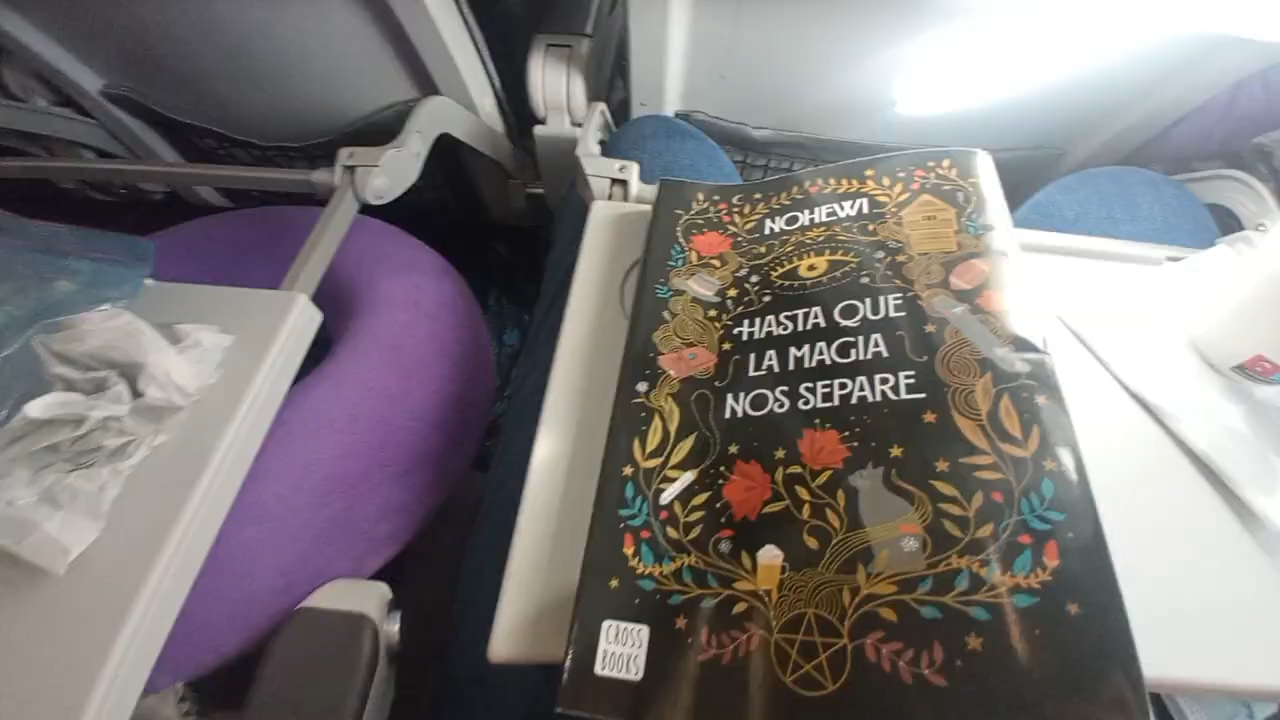 NOHEWI
HASTA QUE
LA MAGIA
NOS SEPARE
CROSS
BOOKS